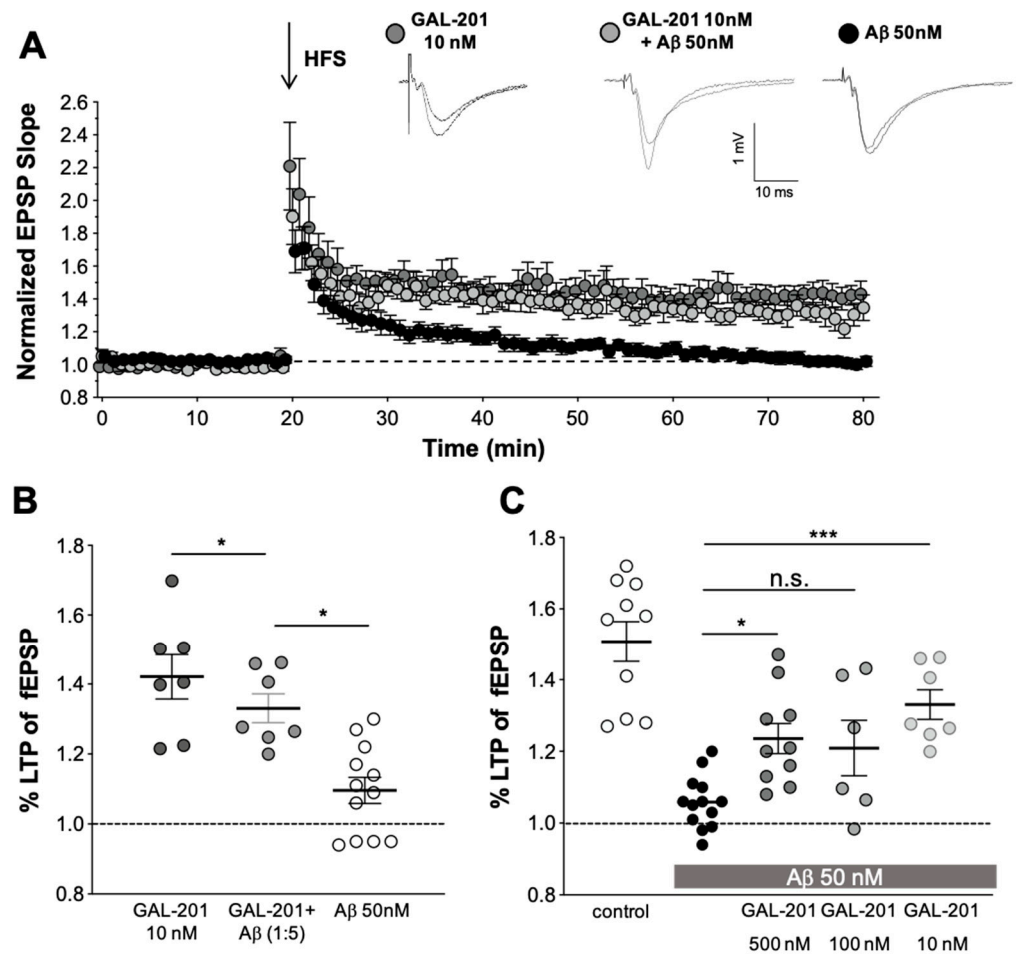 A
HFS
GAL-201
10 nM
GAL-201 10nM
+ Aβ 50nM
Aβ 50nM
1 mV
10 ms
Normalized EPSP Slope
2.6
2.4
2.2
2.0
1.8
1.6
1.4
1.2
1.0
0.8
0 10 20 30 40 50 60 70 80
Time (min)
B
% LTP of fEPSP
1.8
1.6
1.4
1.2
1.0
0.8
*
*
GAL-201 GAL-201+ Aβ 50nM
10 nM Aβ (1:5)
C
% LTP of fEPSP
1.8
1.6
1.4
1.2
1.0
0.8
***
n.s.
*
Aβ 50 nM
control GAL-201 GAL-201 GAL-201
500 nM 100 nM 10 nM